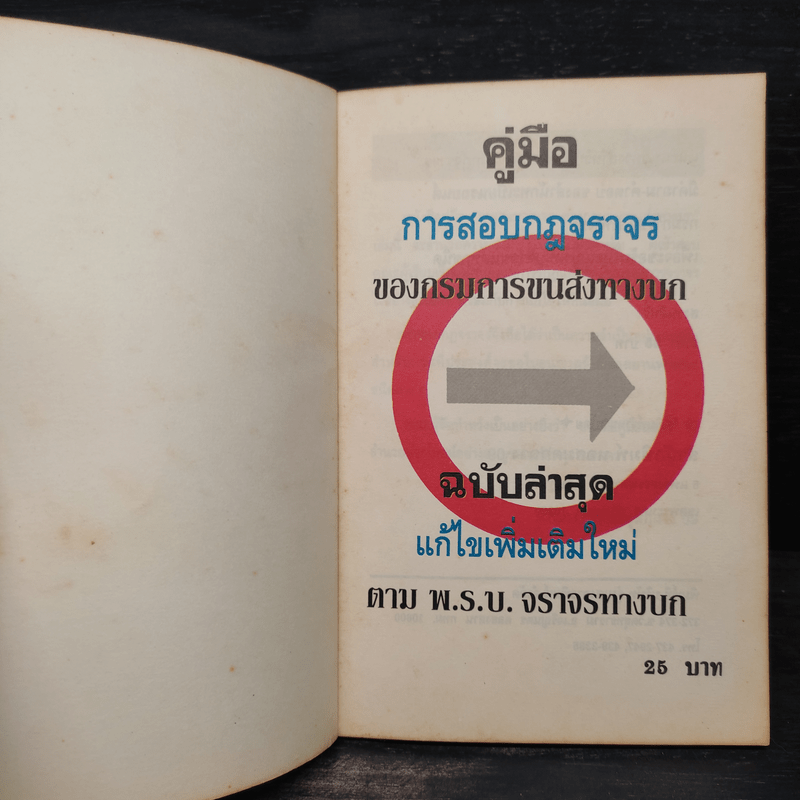 คู่มือ
การสอบกฎจราจร
ของกรมการขนส่งทางบก
ฉบับล่าสุด
แก้ไขเพิ่มเติมใหม่
ตาม พ.ร.บ. จราจรทางบก
25 บาท